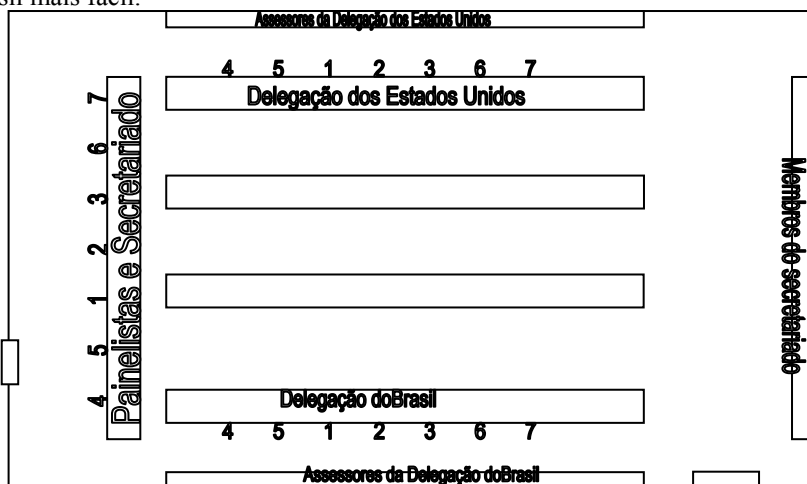 mais fácil.
Assessores da Delegação dos Estados Unidos
4 5 1 2 3 6 7
Delegação dos Estados Unidos
7 6 3 2 1 5 4
Painelistas e Secretariado
Membros do secretariado
Delegação doBrasil
4 5 1 2 3 6 7
Assessores da Delegação doBrasil